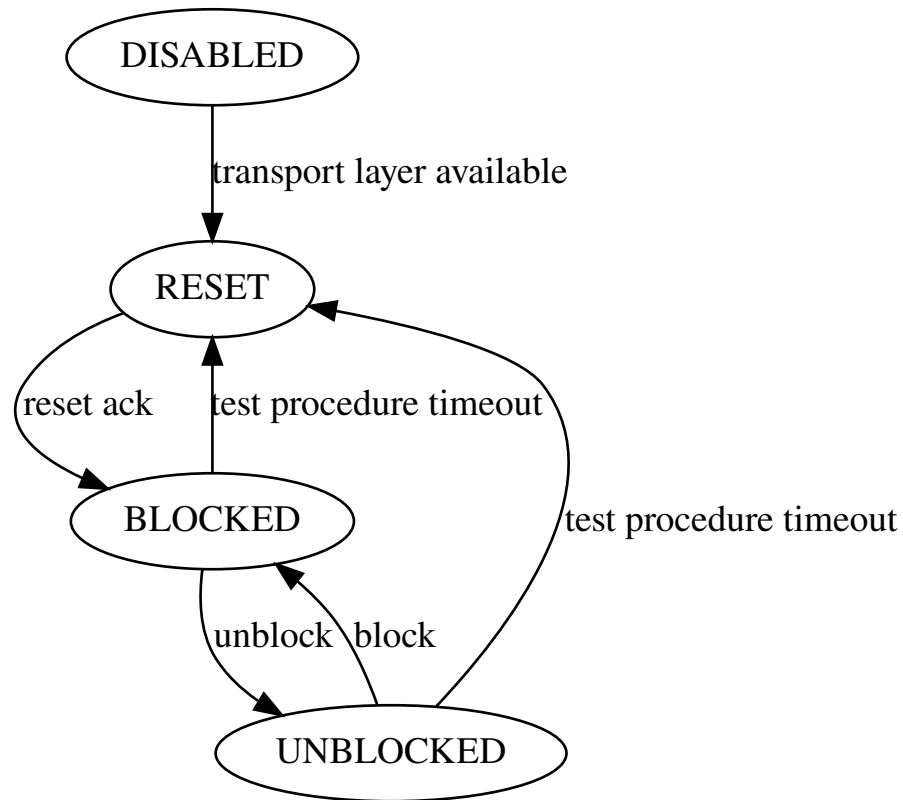 DISABLED
transport layer available
RESET
reset ack
test procedure timeout
BLOCKED
test procedure timeout
unblock
block
UNBLOCKED